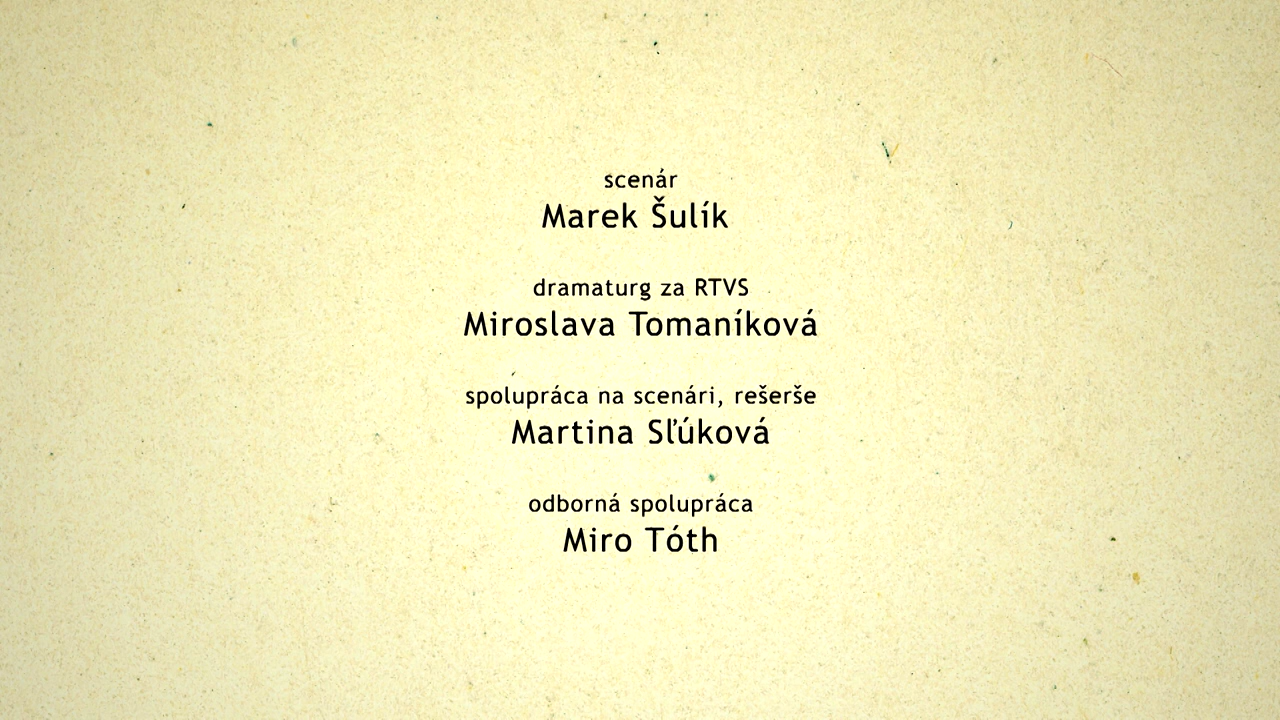 scenár
Marek Šulík
dramaturg za RTVS
Miroslava Tomaníková
spolupráca na scenári, rešerše
Martina Sľúková
odborná spolupráca
Miro Tóth